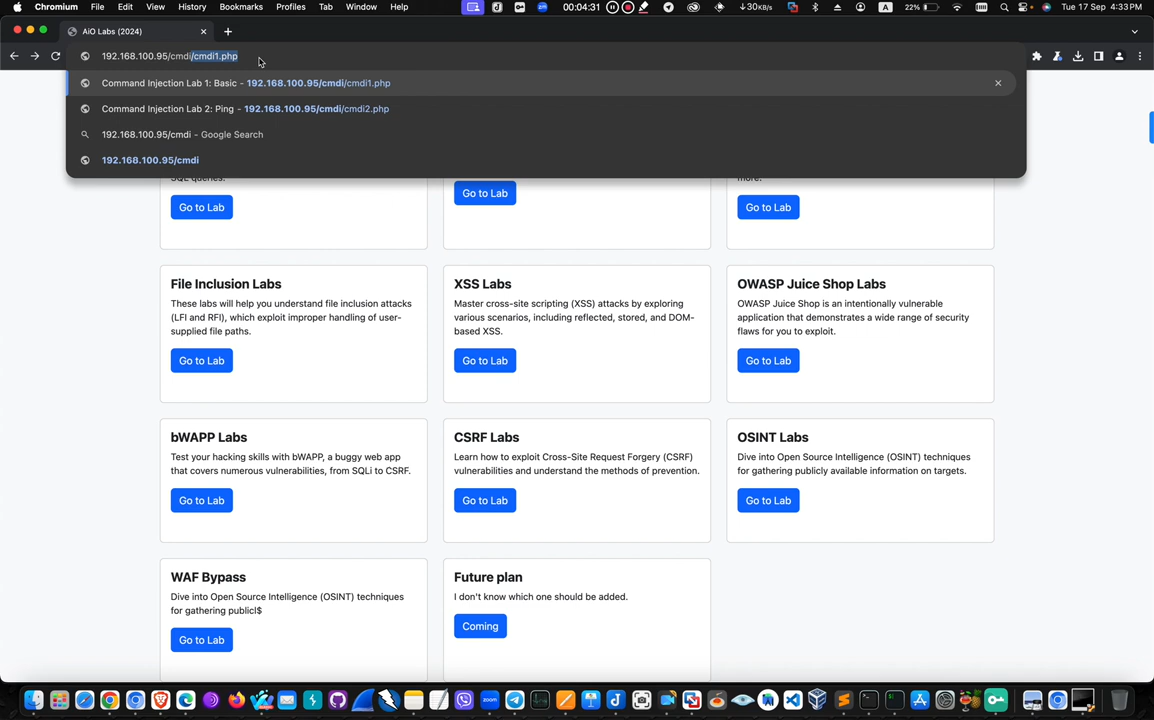 Chromium File Edit View History Bookmarks Profiles Tab Window Help 00:04:31 ↓30KB/s A 22% Tue 17 Sep 4:33 PM
AiO Labs (2024)
192.168.100.95/cmdi/cmdi1.php
Command Injection Lab 1: Basic - 192.168.100.95/cmdi/cmdi1.php
Command Injection Lab 2: Ping - 192.168.100.95/cmdi/cmdi2.php
192.168.100.95/cmdi - Google Search
192.168.100.95/cmdi
SQL queries.
more.
Go to Lab
Go to Lab
Go to Lab
File Inclusion Labs
These labs will help you understand file inclusion attacks
(LFI and RFI), which exploit improper handling of user-
supplied file paths.
Go to Lab
XSS Labs
Master cross-site scripting (XSS) attacks by exploring
various scenarios, including reflected, stored, and DOM-
based XSS.
Go to Lab
OWASP Juice Shop Labs
OWASP Juice Shop is an intentionally vulnerable
application that demonstrates a wide range of security
flaws for you to exploit.
Go to Lab
bWAPP Labs
Test your hacking skills with bWAPP, a buggy web app
that covers numerous vulnerabilities, from SQLi to CSRF.
Go to Lab
CSRF Labs
Learn how to exploit Cross-Site Request Forgery (CSRF)
vulnerabilities and understand the methods of prevention.
Go to Lab
OSINT Labs
Dive into Open Source Intelligence (OSINT) techniques
for gathering publicly available information on targets.
Go to Lab
WAF Bypass
Dive into Open Source Intelligence (OSINT) techniques
for gathering publicl$
Go to Lab
Future plan
I don't know which one should be added.
Coming